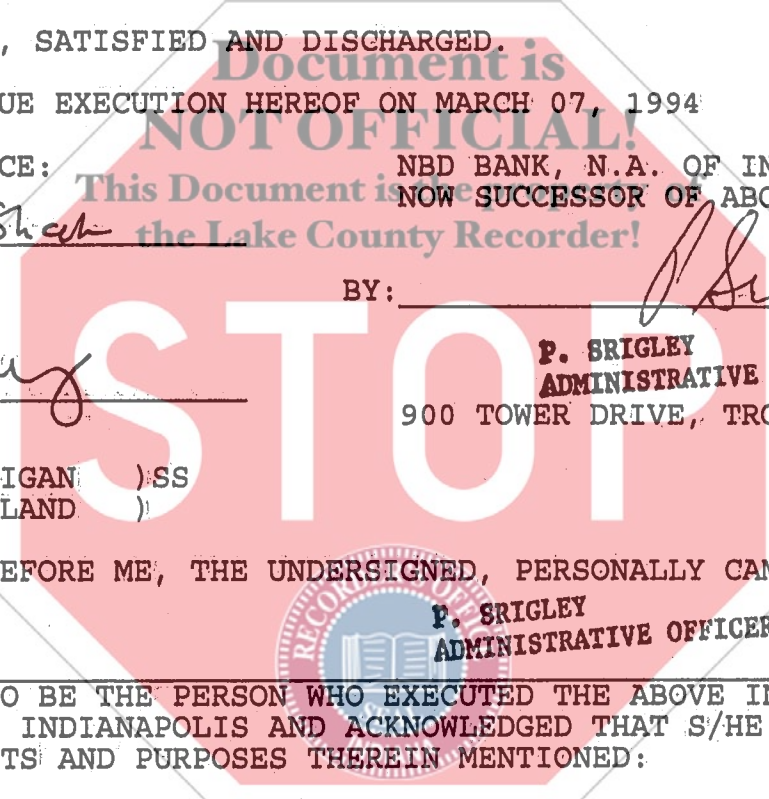 , SATISFIED AND DISCHARGED.
Document is
UE EXECUTION HEREOF ON MARCH 07, 1994
NOT OFFICIAL!
CE: NBD BANK, N.A. OF IN
This Document is the property of
NOW SUCCESSOR OF ABO
the Lake County Recorder!
BY:
STOP
P. SRIGLEY
ADMINISTRATIVE
900 TOWER DRIVE, TRO
IGAN )SS
LAND )
EFORE ME, THE UNDERSIGNED, PERSONALLY CAM
P. SRIGLEY
ADMINISTRATIVE OFFICER
O BE THE PERSON WHO EXECUTED THE ABOVE IN
INDIANAPOLIS AND ACKNOWLEDGED THAT S/HE
TS AND PURPOSES THEREIN MENTIONED: